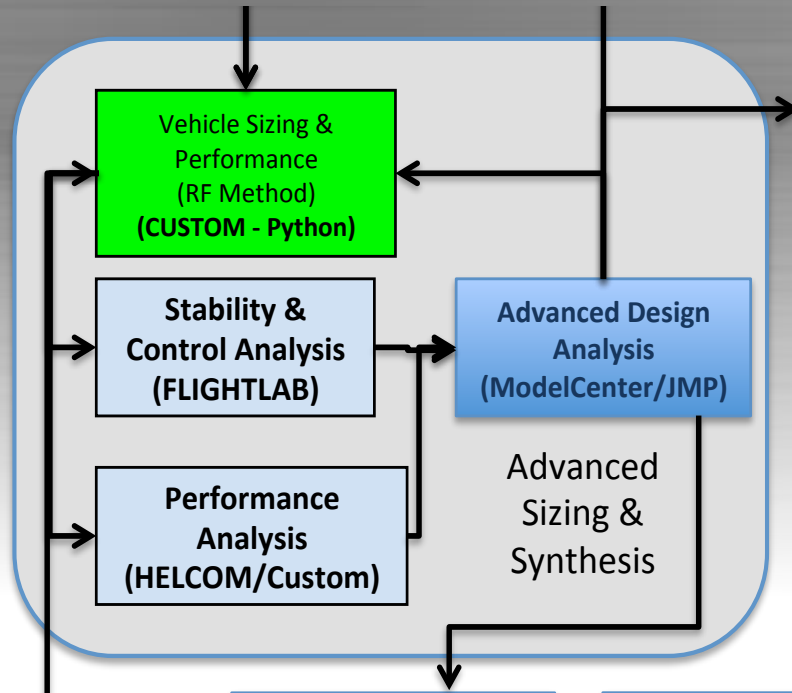 Vehicle Sizing &
Performance
(RF Method)
(CUSTOM - Python)
Stability &
Control Analysis
(FLIGHTLAB)
Advanced Design
Analysis
(ModelCenter/JMP)
Performance
Analysis
(HELCOM/Custom)
Advanced
Sizing &
Synthesis